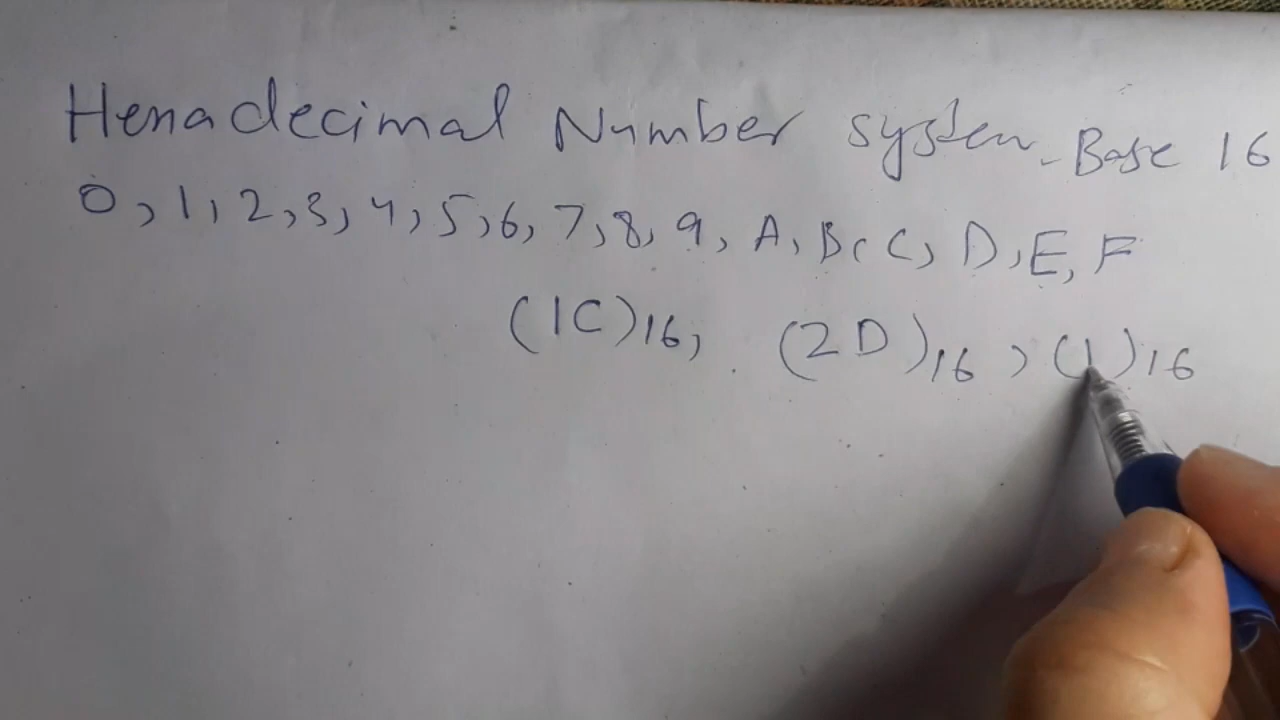 Hexadecimal Number system - Base 16
0, 1, 2, 3, 4, 5, 6, 7, 8, 9, A, B, C, D, E, F
(1C)16, (2D)16, (1)16